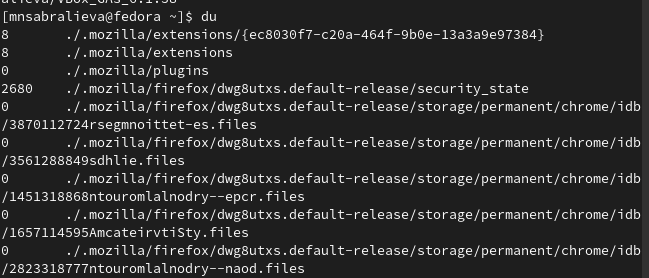 [mnsabralieva@fedora ~]$ du
8       ./.mozilla/extensions/{ec8030f7-c20a-464f-9b0e-13a3a9e97384}
8       ./.mozilla/extensions
0       ./.mozilla/plugins
2680    ./.mozilla/firefox/dwg8utxs.default-release/security_state
0       ./.mozilla/firefox/dwg8utxs.default-release/storage/permanent/chrome/idb
/3870112724rsegmnoittet-es.files
0       ./.mozilla/firefox/dwg8utxs.default-release/storage/permanent/chrome/idb
/3561288849sdhlie.files
0       ./.mozilla/firefox/dwg8utxs.default-release/storage/permanent/chrome/idb
/1451318868ntouromlalnodry--epcr.files
0       ./.mozilla/firefox/dwg8utxs.default-release/storage/permanent/chrome/idb
/1657114595AmcateirvtiSty.files
0       ./.mozilla/firefox/dwg8utxs.default-release/storage/permanent/chrome/idb
/2823318777ntouromlalnodry--naod.files